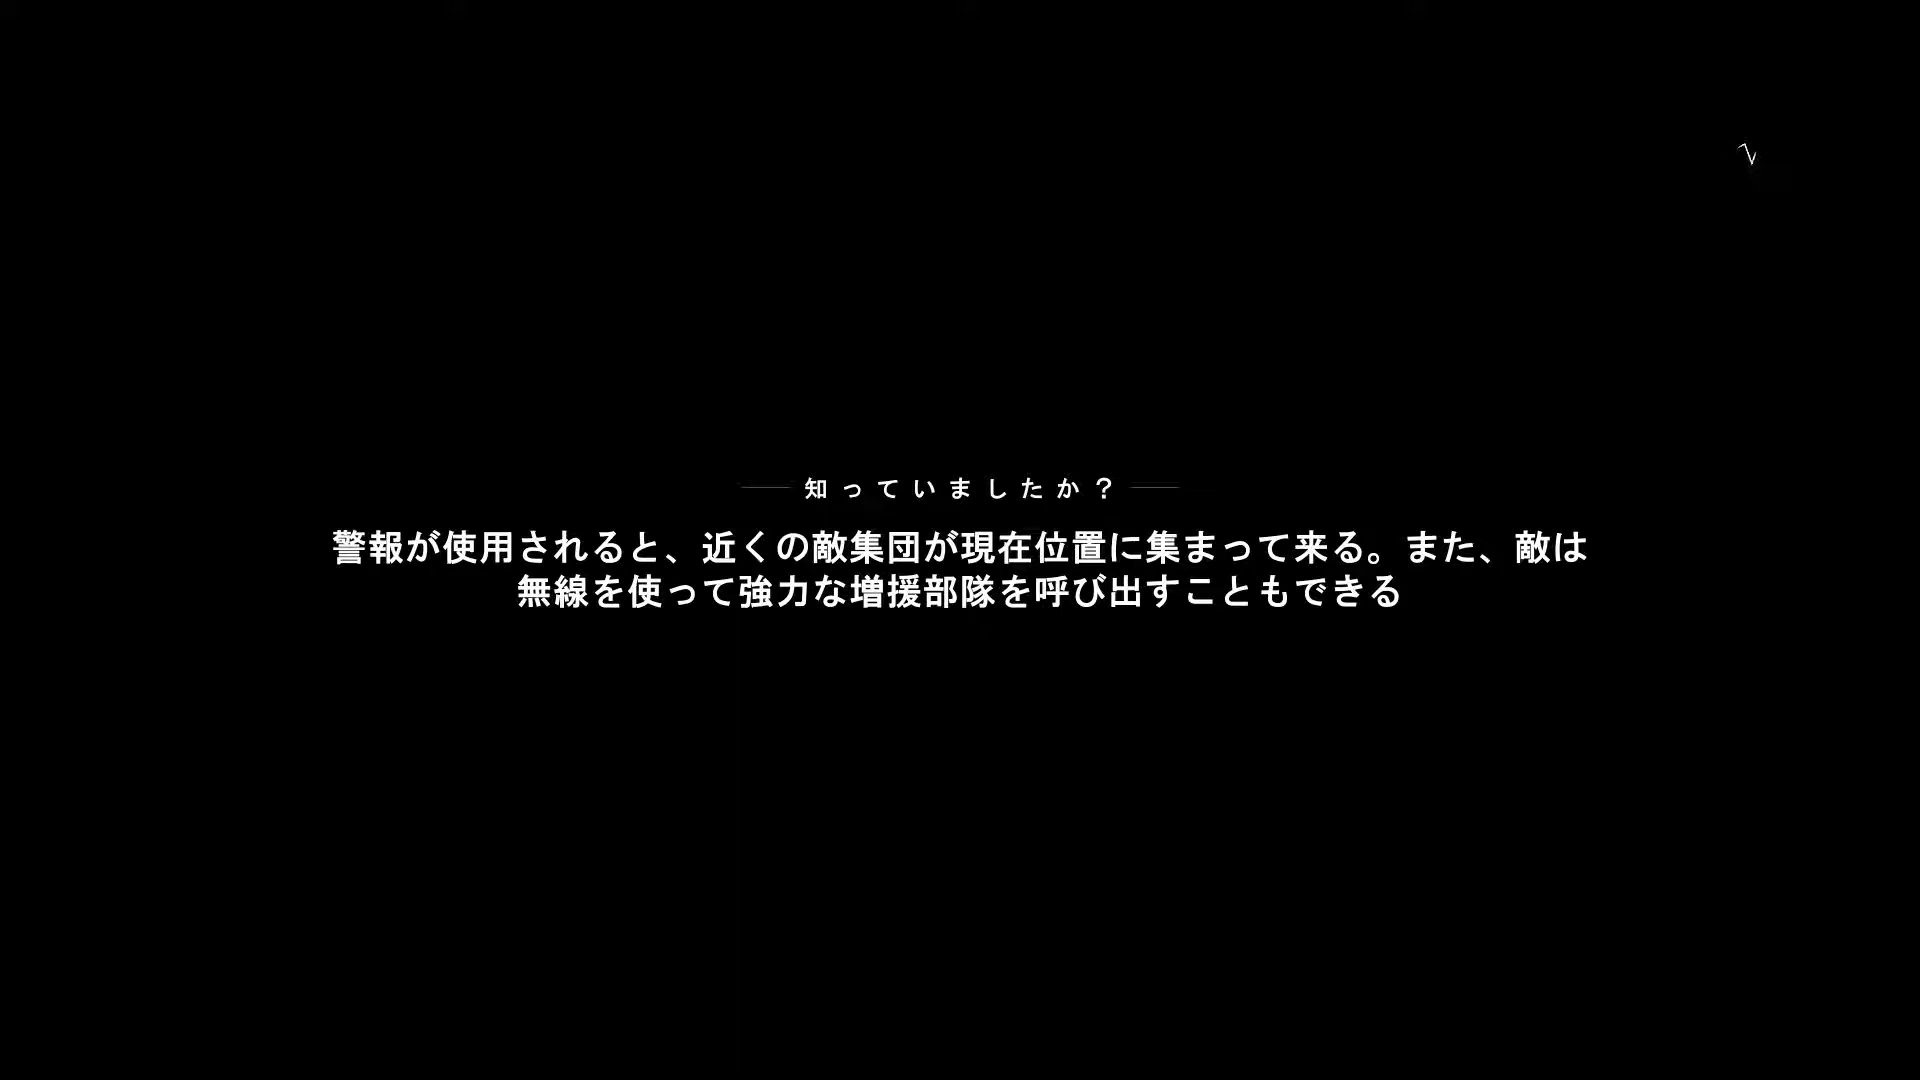 知っていましたか？
警報が使用されると、近くの敵集団が現在位置に集まって来る。また、敵は
無線を使って強力な増援部隊を呼び出すこともできる